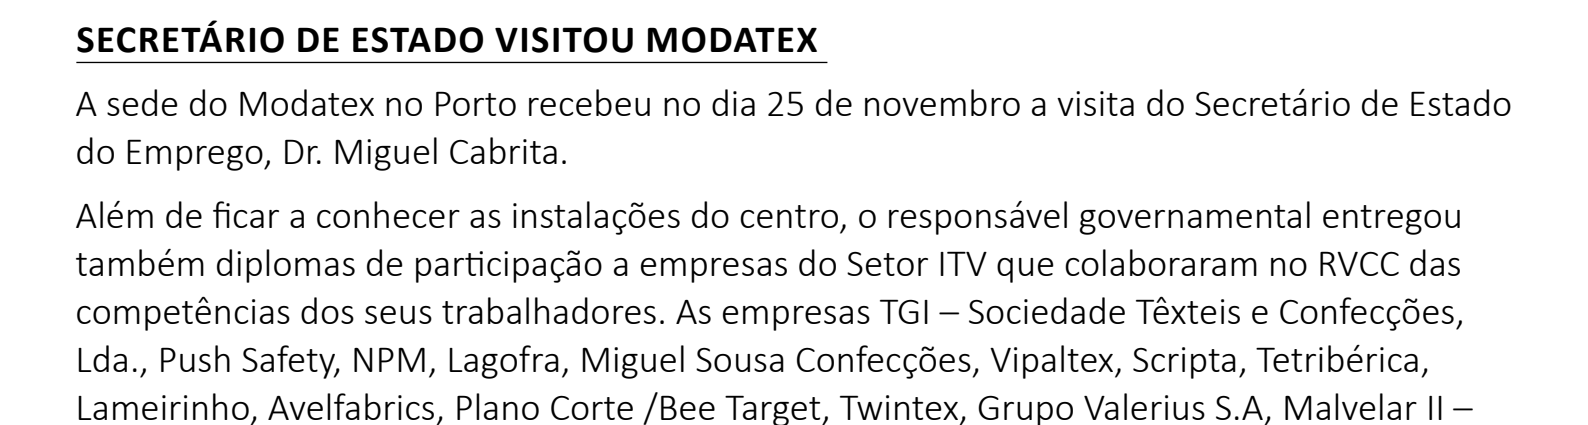 SECRETÁRIO DE ESTADO VISITOU MODATEX
A sede do Modatex no Porto recebeu no dia 25 de novembro a visita do Secretário de Estado
do Emprego, Dr. Miguel Cabrita.
Além de ficar a conhecer as instalações do centro, o responsável governamental entregou
também diplomas de participação a empresas do Setor ITV que colaboraram no RVCC das
competências dos seus trabalhadores. As empresas TGI – Sociedade Têxteis e Confecções,
Lda., Push Safety, NPM, Lagofra, Miguel Sousa Confecções, Vipaltex, Scripta, Tetribérica,
Lameirinho, Avelfabrics, Plano Corte /Bee Target, Twintex, Grupo Valerius S.A, Malvelar II –